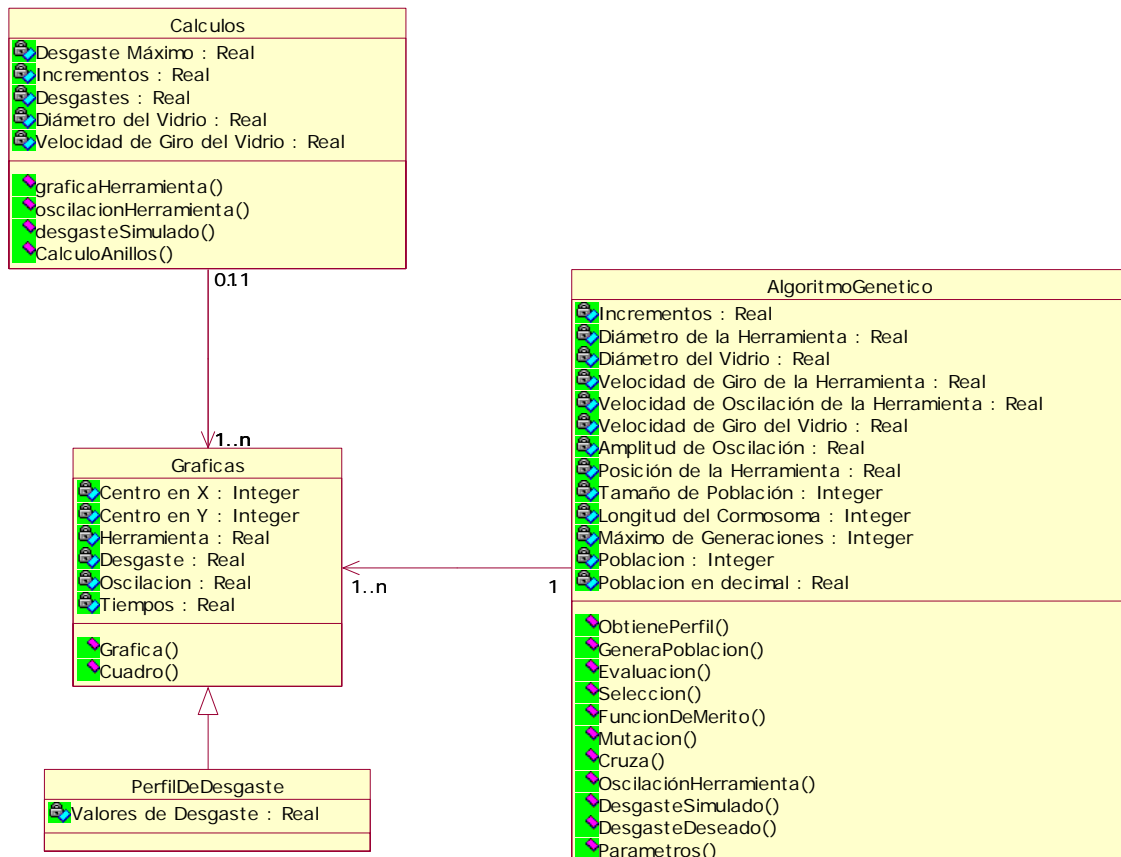 Calculos
Desgaste Máximo : Real
Incrementos : Real
Desgastes : Real
Diámetro del Vidrio : Real
Velocidad de Giro del Vidrio : Real
graficaHerramienta()
oscilacionHerramienta()
desgasteSimulado()
CalculoAnillos()
1..n
Graficas
Centro en X : Integer
Centro en Y : Integer
Herramienta : Real
Desgaste : Real
Oscilacion : Real
Tiempos : Real
Grafica()
Cuadro()
PerfilDeDesgaste
Valores de Desgaste : Real
1..n
1
AlgoritmoGenetico
Incrementos : Real
Diámetro de la Herramienta : Real
Diámetro del Vidrio : Real
Velocidad de Giro de la Herramienta : Real
Velocidad de Oscilación de la Herramienta : Real
Velocidad de Giro del Vidrio : Real
Amplitud de Oscilación : Real
Posición de la Herramienta : Real
Tamaño de Población : Integer
Longitud del Cormosoma : Integer
Máximo de Generaciones : Integer
Poblacion : Integer
Poblacion en decimal : Real
ObtienePerfil()
GeneraPoblacion()
Evaluacion()
Seleccion()
FuncionDeMerito()
Mutacion()
Cruza()
OscilaciónHerramienta()
DesgasteSimulado()
DesgasteDeseado()
Parametros()